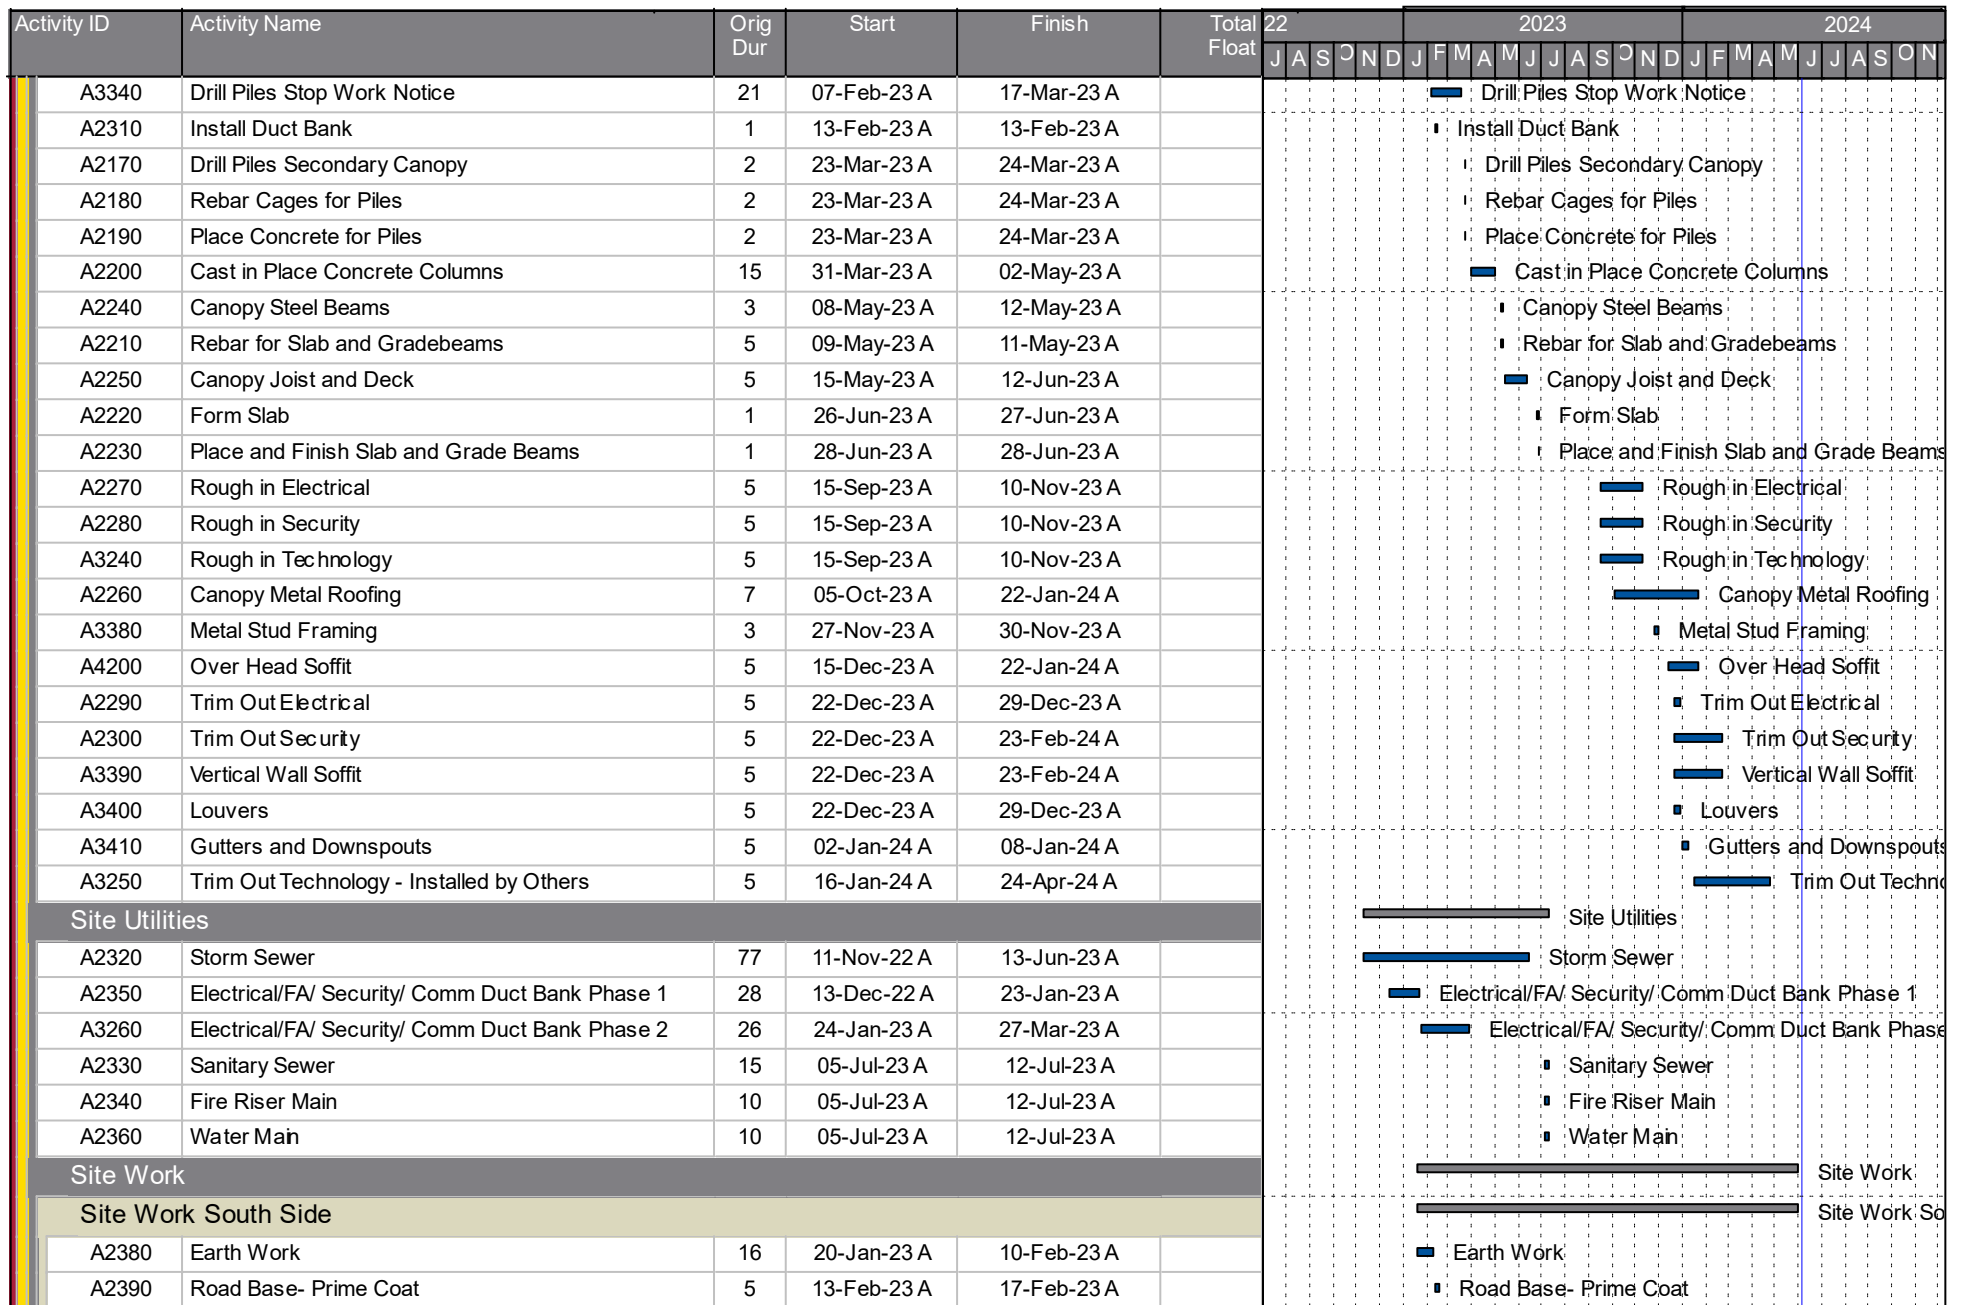 Activity ID Activity Name Orig Dur Start Finish Total Float 22 2023 2024
J A S O N D J F M A M J J A S O N D J F M A M J J A S O N
A3340 Drill Piles Stop Work Notice 21 07-Feb-23 A 17-Mar-23 A Drill Piles Stop Work Notice
A2310 Install Duct Bank 1 13-Feb-23 A 13-Feb-23 A Install Duct Bank
A2170 Drill Piles Secondary Canopy 2 23-Mar-23 A 24-Mar-23 A Drill Piles Secondary Canopy
A2180 Rebar Cages for Piles 2 23-Mar-23 A 24-Mar-23 A Rebar Cages for Piles
A2190 Place Concrete for Piles 2 23-Mar-23 A 24-Mar-23 A Place Concrete for Piles
A2200 Cast in Place Concrete Columns 15 31-Mar-23 A 02-May-23 A Cast in Place Concrete Columns
A2240 Canopy Steel Beams 3 08-May-23 A 12-May-23 A Canopy Steel Beams
A2210 Rebar for Slab and Gradebeams 5 09-May-23 A 11-May-23 A Rebar for Slab and Gradebeams
A2250 Canopy Joist and Deck 5 15-May-23 A 12-Jun-23 A Canopy Joist and Deck
A2220 Form Slab 1 26-Jun-23 A 27-Jun-23 A Form Slab
A2230 Place and Finish Slab and Grade Beams 1 28-Jun-23 A 28-Jun-23 A Place and Finish Slab and Grade Beams
A2270 Rough in Electrical 5 15-Sep-23 A 10-Nov-23 A Rough in Electrical
A2280 Rough in Security 5 15-Sep-23 A 10-Nov-23 A Rough in Security
A3240 Rough in Technology 5 15-Sep-23 A 10-Nov-23 A Rough in Technology
A2260 Canopy Metal Roofing 7 05-Oct-23 A 22-Jan-24 A Canopy Metal Roofing
A3380 Metal Stud Framing 3 27-Nov-23 A 30-Nov-23 A Metal Stud Framing
A4200 Over Head Soffit 5 15-Dec-23 A 22-Jan-24 A Over Head Soffit
A2290 Trim Out Electrical 5 22-Dec-23 A 29-Dec-23 A Trim Out Electrical
A2300 Trim Out Security 5 22-Dec-23 A 23-Feb-24 A Trim Out Security
A3390 Vertical Wall Soffit 5 22-Dec-23 A 23-Feb-24 A Vertical Wall Soffit
A3400 Louvers 5 22-Dec-23 A 29-Dec-23 A Louvers
A3410 Gutters and Downspouts 5 02-Jan-24 A 08-Jan-24 A Gutters and Downspouts
A3250 Trim Out Technology - Installed by Others 5 16-Jan-24 A 24-Apr-24 A Trim Out Techno
Site Utilities Site Utilities
A2320 Storm Sewer 77 11-Nov-22 A 13-Jun-23 A Storm Sewer
A2350 Electrical/FA/ Security/ Comm Duct Bank Phase 1 28 13-Dec-22 A 23-Jan-23 A Electrical/FA/ Security/ Comm Duct Bank Phase 1
A3260 Electrical/FA/ Security/ Comm Duct Bank Phase 2 26 24-Jan-23 A 27-Mar-23 A Electrical/FA/ Security/ Comm Duct Bank Phase
A2330 Sanitary Sewer 15 05-Jul-23 A 12-Jul-23 A Sanitary Sewer
A2340 Fire Riser Main 10 05-Jul-23 A 12-Jul-23 A Fire Riser Main
A2360 Water Main 10 05-Jul-23 A 12-Jul-23 A Water Main
Site Work Site Work
Site Work South Side Site Work So
A2380 Earth Work 16 20-Jan-23 A 10-Feb-23 A Earth Work
A2390 Road Base- Prime Coat 5 13-Feb-23 A 17-Feb-23 A Road Base- Prime Coat